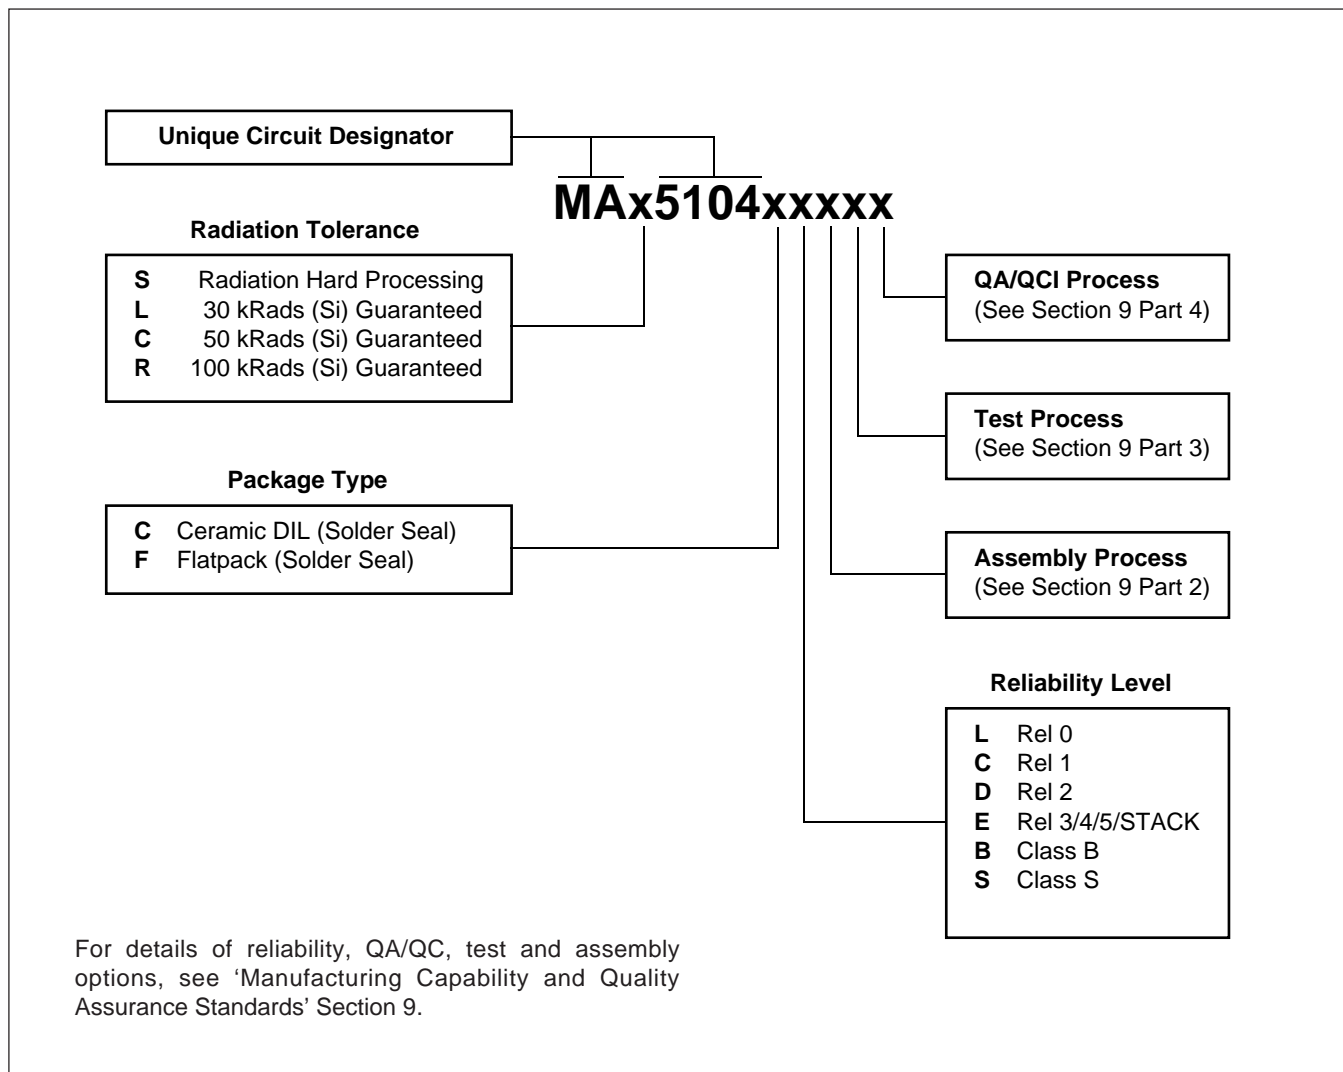 Unique Circuit Designator
MAx5104xxxxx
Radiation Tolerance
S Radiation Hard Processing
L 30 kRads (Si) Guaranteed
C 50 kRads (Si) Guaranteed
R 100 kRads (Si) Guaranteed
Package Type
C Ceramic DIL (Solder Seal)
F Flatpack (Solder Seal)
QA/QCI Process
(See Section 9 Part 4)
Test Process
(See Section 9 Part 3)
Assembly Process
(See Section 9 Part 2)
Reliability Level
L Rel 0
C Rel 1
D Rel 2
E Rel 3/4/5/STACK
B Class B
S Class S
For details of reliability, QA/QC, test and assembly
options, see ‘Manufacturing Capability and Quality
Assurance Standards’ Section 9.